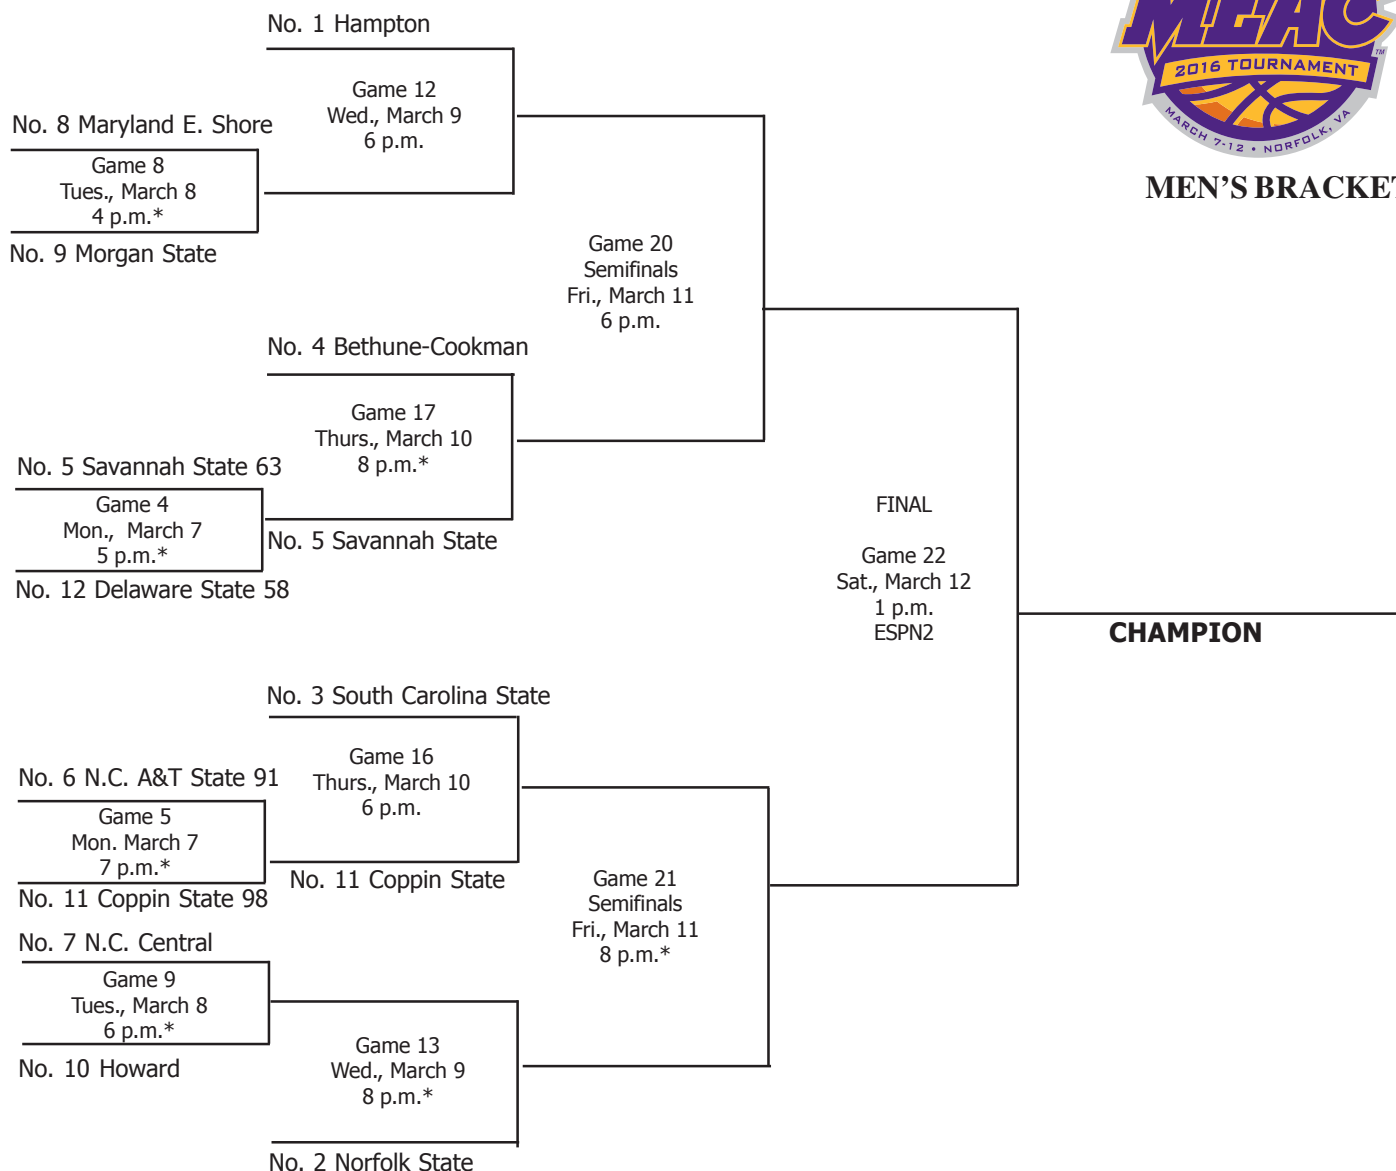 MEAC
TM
2016 TOURNAMENT
MARCH 7-12 • NORFOLK, VA
MEN'S BRACKET
No. 1 Hampton
Game 12
Wed., March 9
6 p.m.
No. 8 Maryland E. Shore
Game 8
Tues., March 8
4 p.m.*
No. 9 Morgan State
Game 20
Semifinals
Fri., March 11
6 p.m.
No. 4 Bethune-Cookman
Game 17
Thurs., March 10
8 p.m.*
No. 5 Savannah State 63
Game 4
Mon., March 7
5 p.m.*
No. 12 Delaware State 58
No. 5 Savannah State
FINAL
Game 22
Sat., March 12
1 p.m.
ESPN2
CHAMPION
No. 3 South Carolina State
Game 16
Thurs., March 10
6 p.m.
No. 6 N.C. A&T State 91
Game 5
Mon. March 7
7 p.m.*
No. 11 Coppin State 98
No. 11 Coppin State
Game 21
Semifinals
Fri., March 11
8 p.m.*
No. 7 N.C. Central
Game 9
Tues., March 8
6 p.m.*
No. 10 Howard
Game 13
Wed., March 9
8 p.m.*
No. 2 Norfolk State